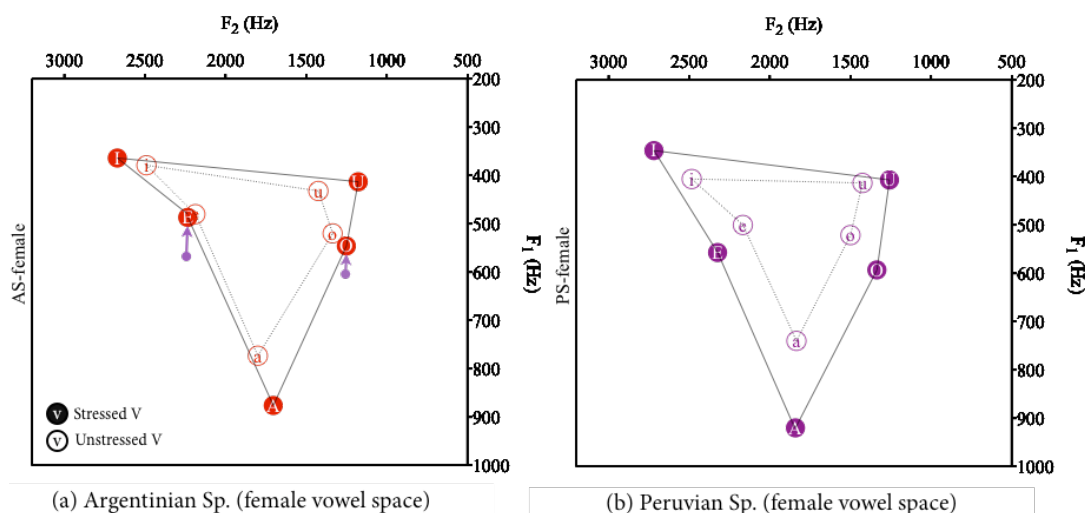 F2 (Hz)
3000 2500 2000 1500 1000 500
200
300
400
500
600
700
800
900
1000
F1 (Hz)
AS-female
I
i
U
u
E
O
o
a
A
v Stressed V
v Unstressed V
(a) Argentinian Sp. (female vowel space)
F2 (Hz)
3000 2500 2000 1500 1000 500
200
300
400
500
600
700
800
900
1000
F1 (Hz)
PS-female
I
i
U
u
e
o
E
O
a
A
(b) Peruvian Sp. (female vowel space)